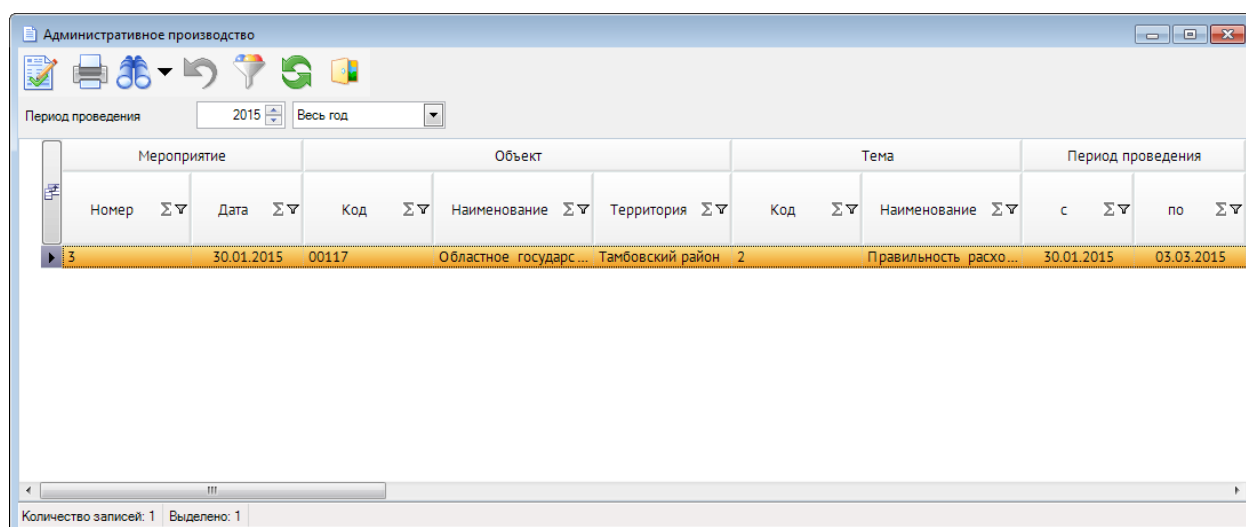 Административное производство
Период проведения 2015 Весь год
Мероприятие Объект Тема Период проведения
Номер Дата Код Наименование Территория Код Наименование с по
3 30.01.2015 00117 Областное государс... Тамбовский район 2 Правильность расхо... 30.01.2015 03.03.2015
Количество записей: 1 Выделено: 1